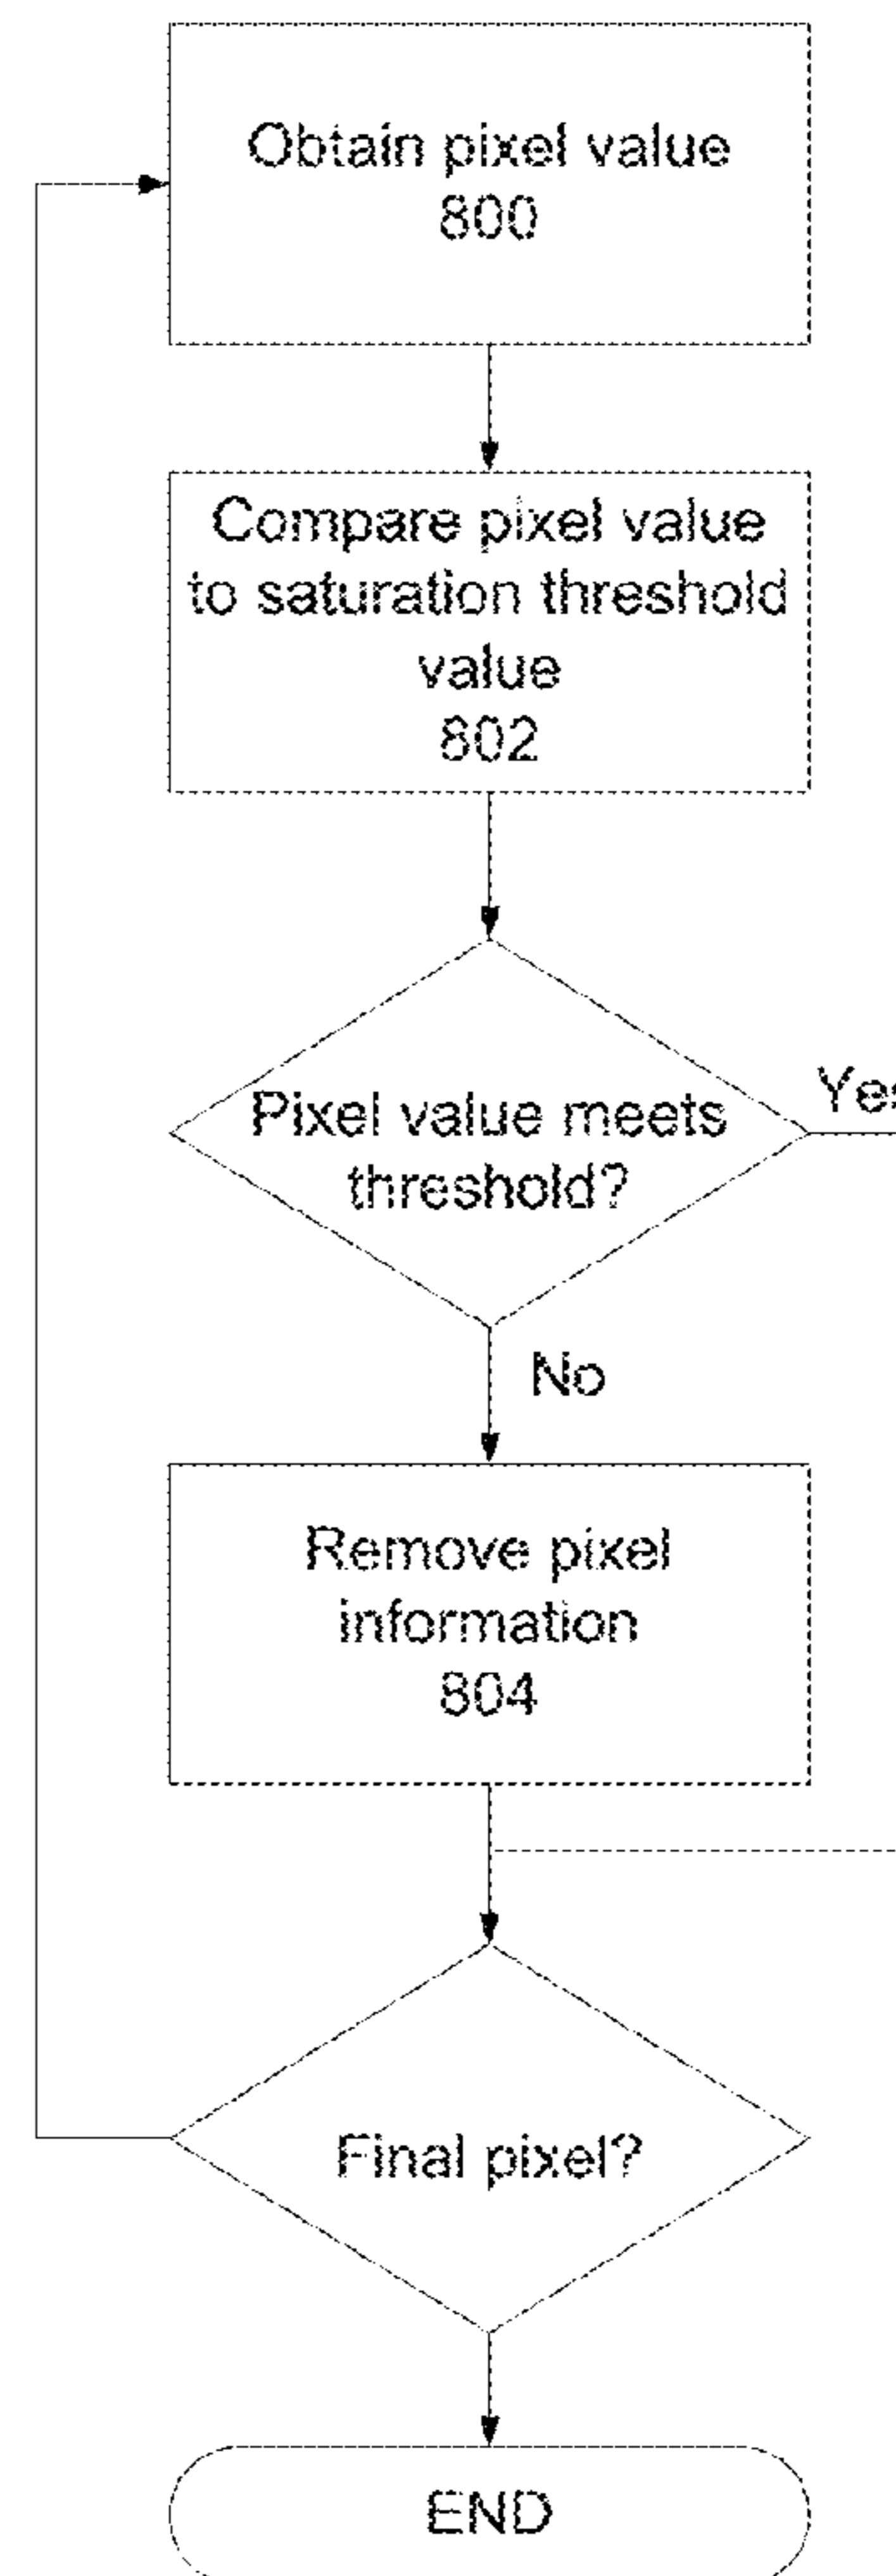 Obtain pixel value
800
Compare pixel value
to saturation threshold
value
802
Pixel value meets
threshold?
Yes
No
Remove pixel
information
804
Final pixel?
END